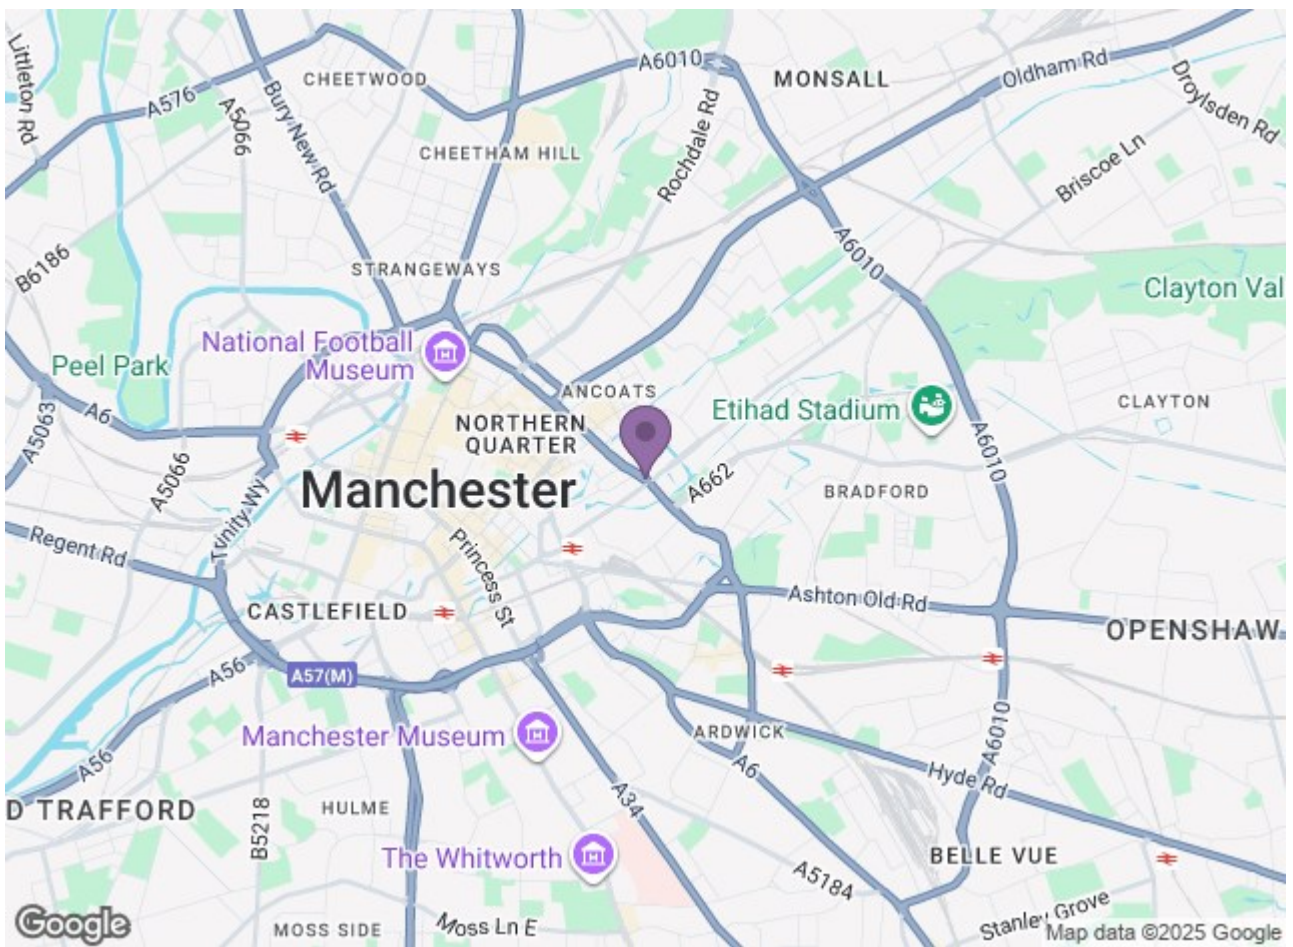 Littleton Rd
CHEETWOOD
A6010
MONSALL
Oldham Rd
Droylsden Rd
A576
A5066
Bury New Rd
Rochdale Rd
CHEETHAM HILL
Briscoe Ln
B6186
STRANGEWAYS
A6010
Clayton Val
National Football
Museum
Peel Park
ANCOATS
Etihad Stadium
CLAYTON
A6
A5063
NORTHERN
QUARTER
A6010
A5066
Manchester
A662
BRADFORD
Trinity Wy
Regent Rd
Princess St
CASTLEFIELD
Ashton Old Rd
OPENSHAW
A56
A57(M)
Manchester Museum
ARDWICK
A6010
A56
A6
Hyde Rd
D TRAFFORD
B5218
HULME
A34
The Whitworth
BELLE VUE
A5184
Google
MOSS SIDE
Moss Ln E
Stanley Grove
Map data ©2025 Google